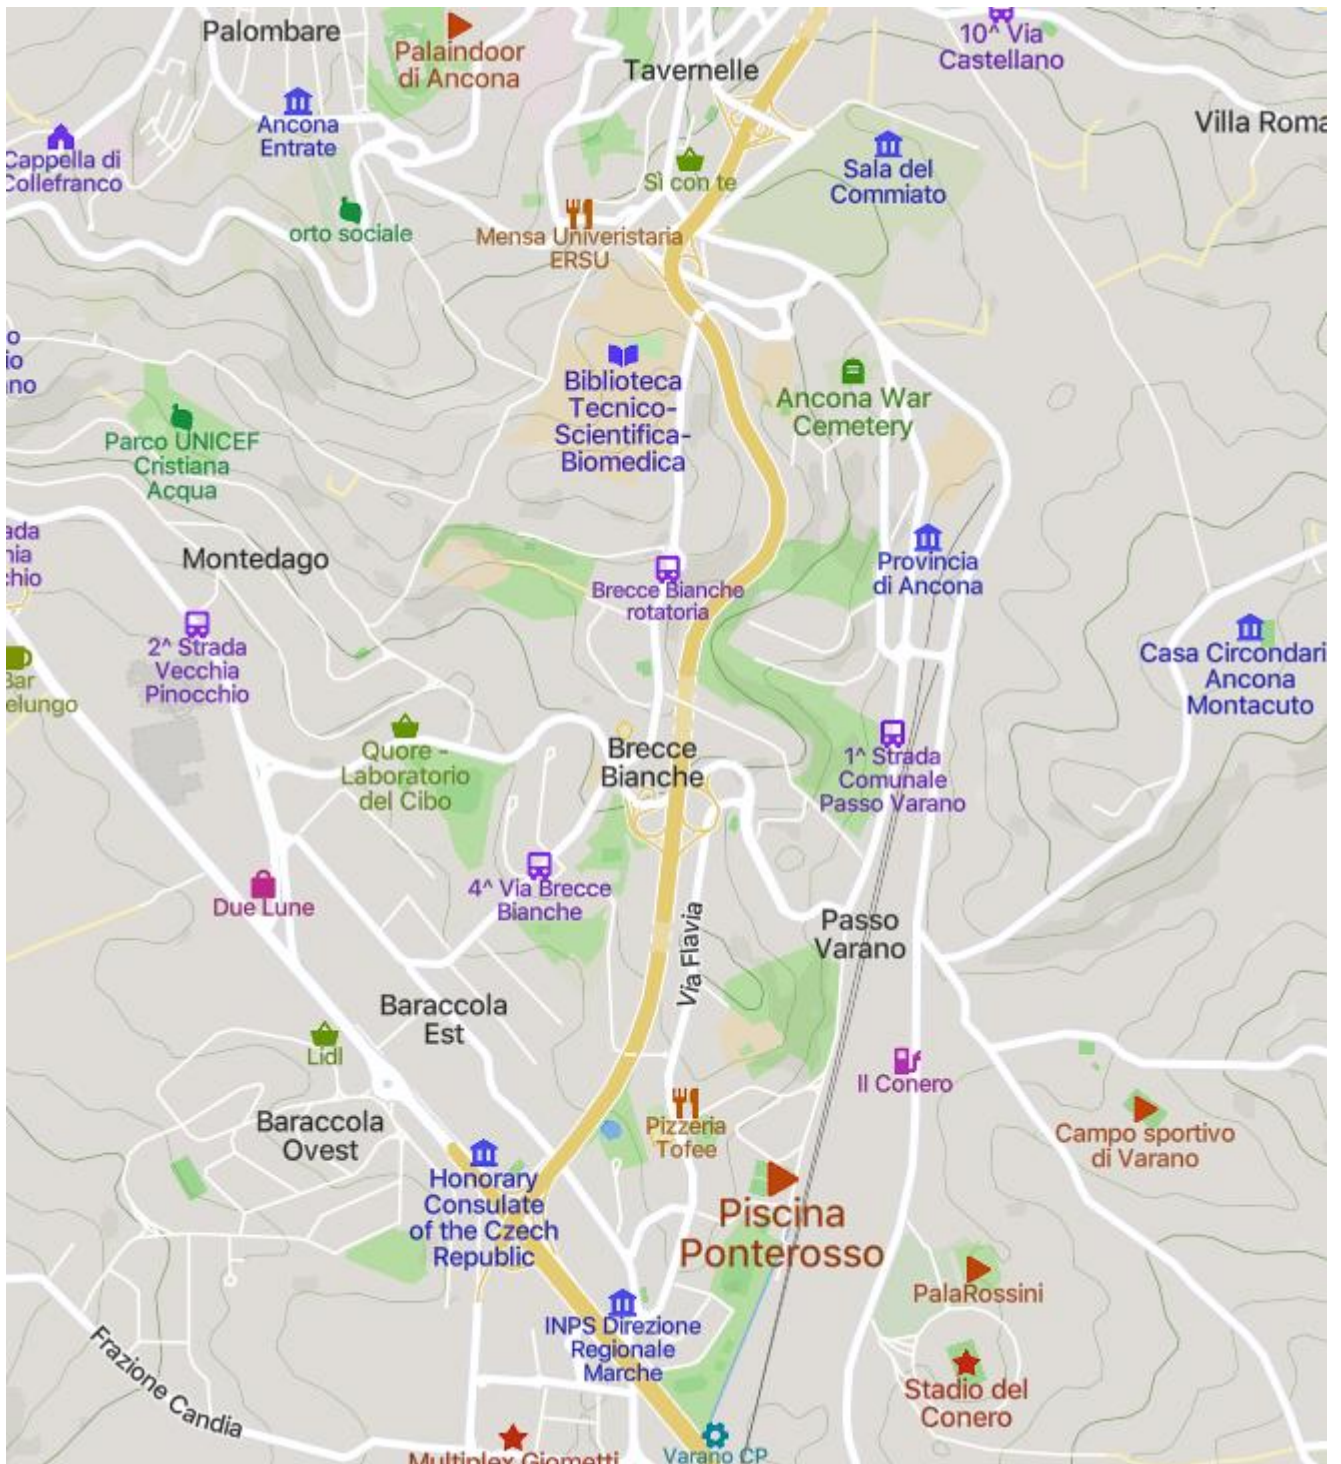 Palombare
Palaindoor
di Ancona
Tavernelle
10^ Via
Castellano
Villa Roma
Ancona
Entrate
Cappella di
Collefranco
Sì con te
Sala del
Commiato
orto sociale
Mensa Univeristaria
ERSU
Biblioteca
Tecnico-
Scientifica-
Biomedica
Ancona War
Cemetery
Parco UNICEF
Cristiana
Acqua
Montedago
Brecce Bianche
rotatoria
Provincia
di Ancona
2^ Strada
Vecchia
Pinocchio
Casa Circondari
Ancona
Montacuto
Bar
elungo
Quore -
Laboratorio
del Cibo
Brecce
Bianche
1^ Strada
Comunale
Passo Varano
Due Lune
4^ Via Brecce
Bianche
Passo
Varano
Via Flavia
Baraccola
Est
Lidl
Il Conero
Baraccola
Ovest
Pizzeria
Tofee
Campo sportivo
di Varano
Honorary
Consulate
of the Czech
Republic
Piscina
Ponterosso
PalaRossini
INPS Direzione
Regionale
Marche
Frazione Candia
Stadio del
Conero
Multiplex Giometti
Varano CP